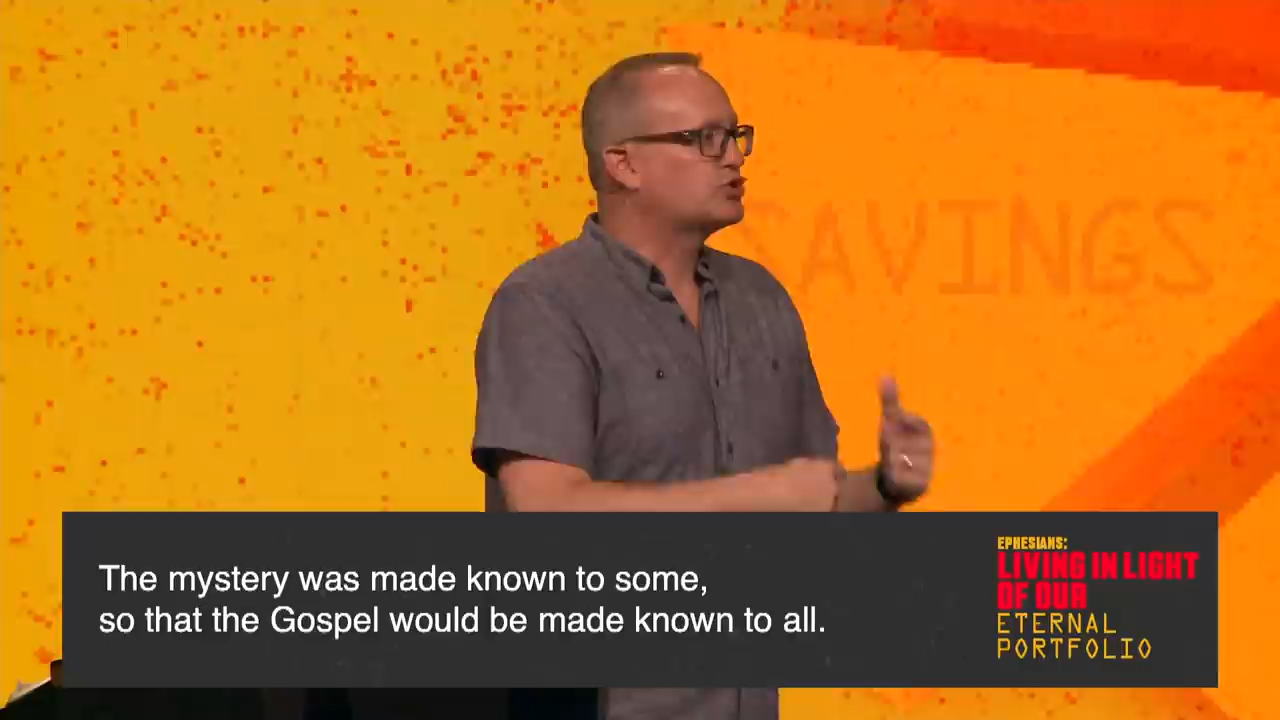 SAVINGS
The mystery was made known to some,
so that the Gospel would be made known to all.
EPHESIANS:
LIVING IN LIGHT
OF OUR
ETERNAL
PORTFOLIO